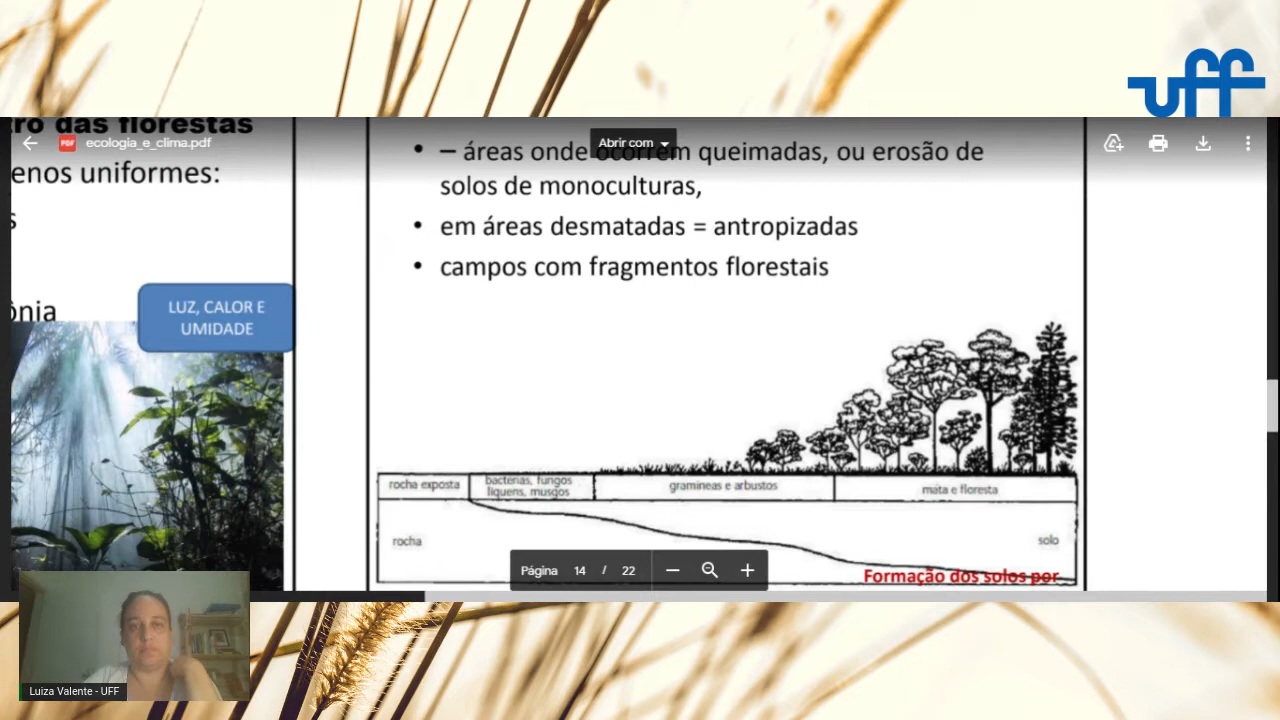 uff
tro das florestas
ecologia_e_clima.pdf
Abrir com
enos uniformes:
s
ônia
LUZ, CALOR E
UMIDADE
• – áreas onde ocorrem queimadas, ou erosão de
solos de monoculturas,
• em áreas desmatadas = antropizadas
• campos com fragmentos florestais
rocha exposta
bactérias, fungos
líquens, musgos
gramíneas e arbustos
mata e floresta
rocha
solo
Formação dos solos por
Página 14 / 22
Luiza Valente - UFF